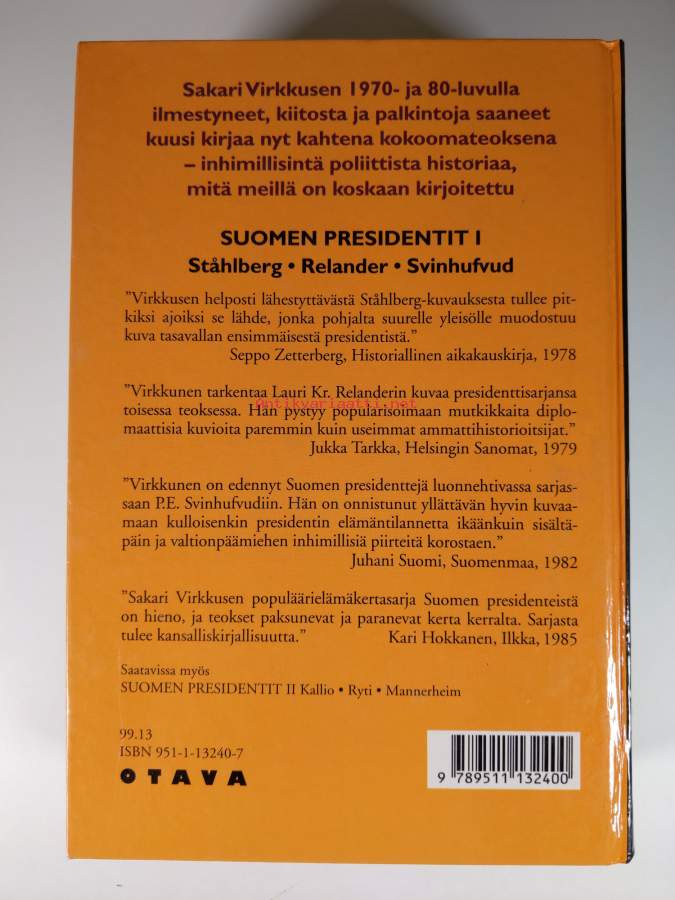 Sakari Virkkusen 1970- ja 80-luvulla
ilmestyneet, kiitosta ja palkintoja saaneet
kuusi kirjaa nyt kahtena kokoomateoksena
– inhimillisintä poliittista historiaa,
mitä meillä on koskaan kirjoitettu
SUOMEN PRESIDENTIT I
Ståhlberg • Relander • Svinhufvud
”Virkkusen helposti lähestyttävästä Ståhlberg-kuvauksesta tullee pit-
kiksi ajoiksi se lähde, jonka pohjalta suurelle yleisölle muodostuu
kuva tasavallan ensimmäisestä presidentistä.”
Seppo Zetterberg, Historiallinen aikakauskirja, 1978
”Virkkunen tarkentaa Lauri Kr. Relanderin kuvaa presidenttisarjansa
toisessa teoksessa. Hän pystyy popularisoimaan mutkikkaita diplo-
maattisia kuvioita paremmin kuin useimmat ammattihistorioitsijat.”
Jukka Tarkka, Helsingin Sanomat, 1979
Antikvariaatti.net
”Virkkunen on edennyt Suomen presidenttejä luonnehtivassa sarjas-
saan P.E. Svinhufvudiin. Hän on onnistunut yllättävän hyvin kuvaa-
maan kulloisenkin presidentin elämäntilannetta ikäänkuin sisältä-
päin ja valtionpäämiehen inhimillisiä piirteitä korostaen.”
Juhani Suomi, Suomenmaa, 1982
”Sakari Virkkusen populäärielämäkertasarja Suomen presidenteistä
on hieno, ja teokset paksunevat ja paranevat kerta kerralta. Sarjasta
tulee kansalliskirjallisuutta.” Kari Hokkanen, Ilkka, 1985
Saatavissa myös
SUOMEN PRESIDENTIT II Kallio • Ryti • Mannerheim
99.13
ISBN 951-1-13240-7
OTAVA
9 789511 132400